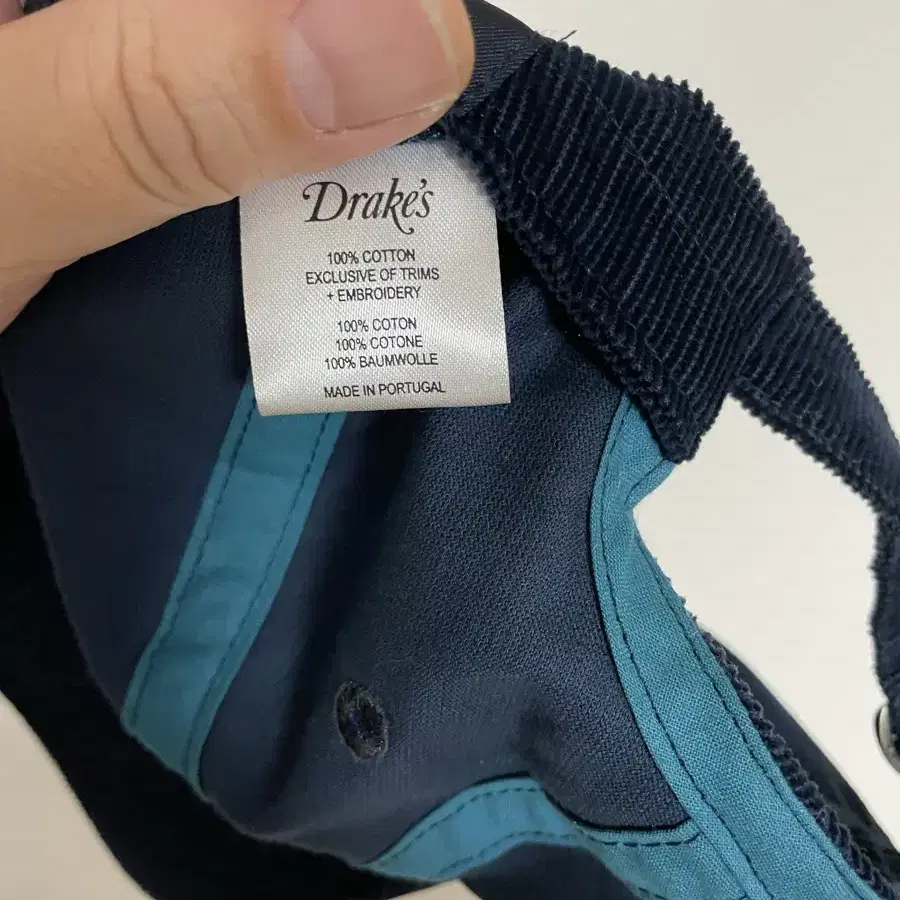 Drake's
100% COTTON
EXCLUSIVE OF TRIMS
+ EMBROIDERY
100% COTON
100% COTONE
100% BAUMWOLLE
MADE IN PORTUGAL